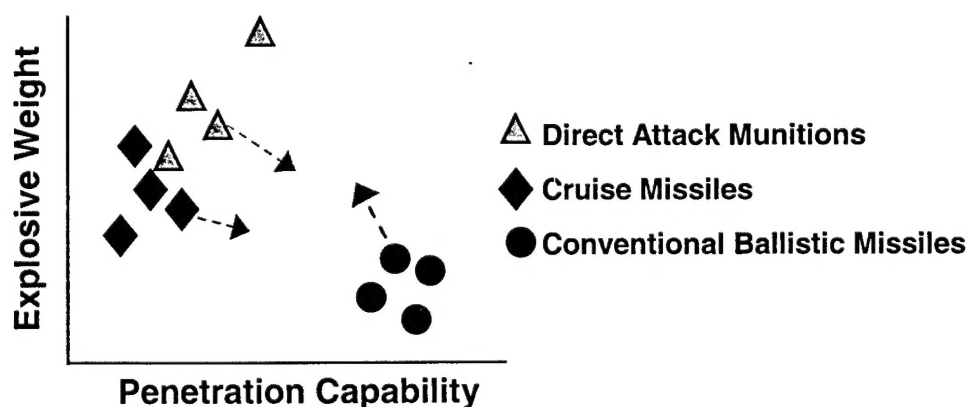 Explosive Weight
Direct Attack Munitions
Cruise Missiles
Conventional Ballistic Missiles
Penetration Capability